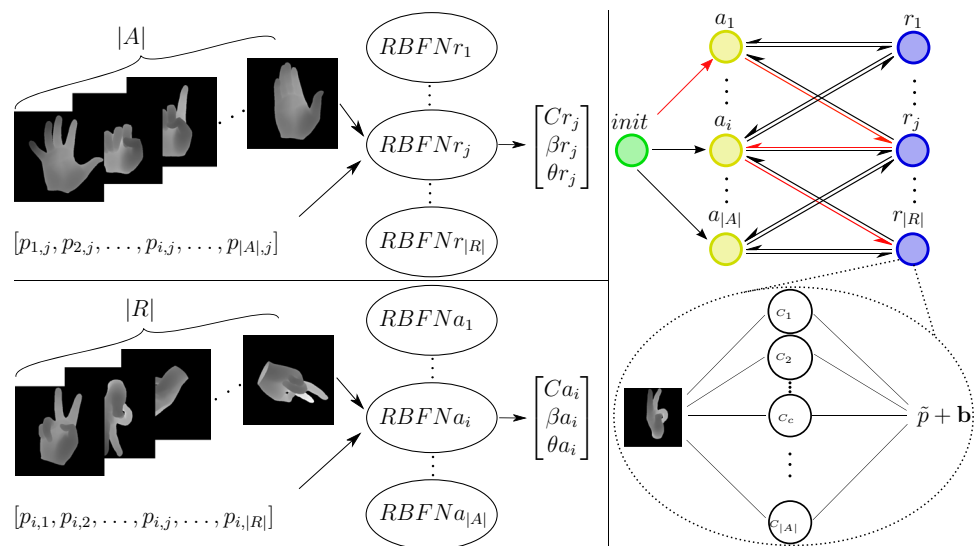 |A|
RBFNr_1
RBFNr_j
RBFNr_{|R|}
Cr_j
βr_j
θr_j
[p_{1,j}, p_{2,j}, . . . , p_{i,j}, . . . , p_{|A|,j}]
|R|
RBFNa_1
RBFNa_i
RBFNa_{|A|}
Ca_i
βa_i
θa_i
[p_{i,1}, p_{i,2}, . . . , p_{i,j}, . . . , p_{i,|R|}]
a_1 r_1
init a_i r_j
a_{|A|} r_{|R|}
C_1
C_2
C_c
p̃ + b
C_{|A|}